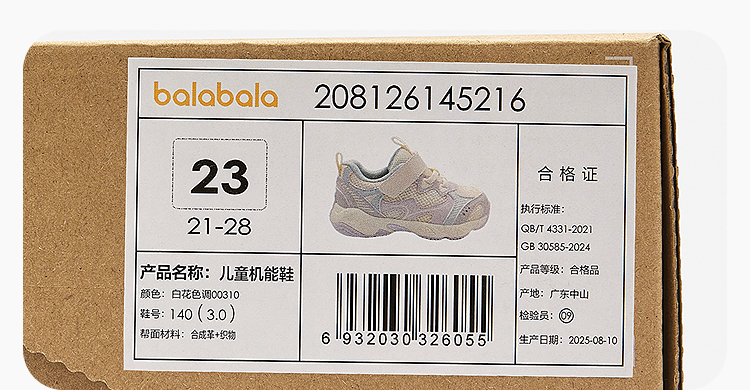 balabala 208126145216
23
21-28
合格证
执行标准：
QB/T 4331-2021
GB 30585-2024
产品等级：合格品
产地：广东中山
检验员：09
生产日期：2025-08-10
产品名称：儿童机能鞋
颜色：白花色调00310
鞋号：140（3.0）
帮面材料：合成革+织物
6 932030 326055